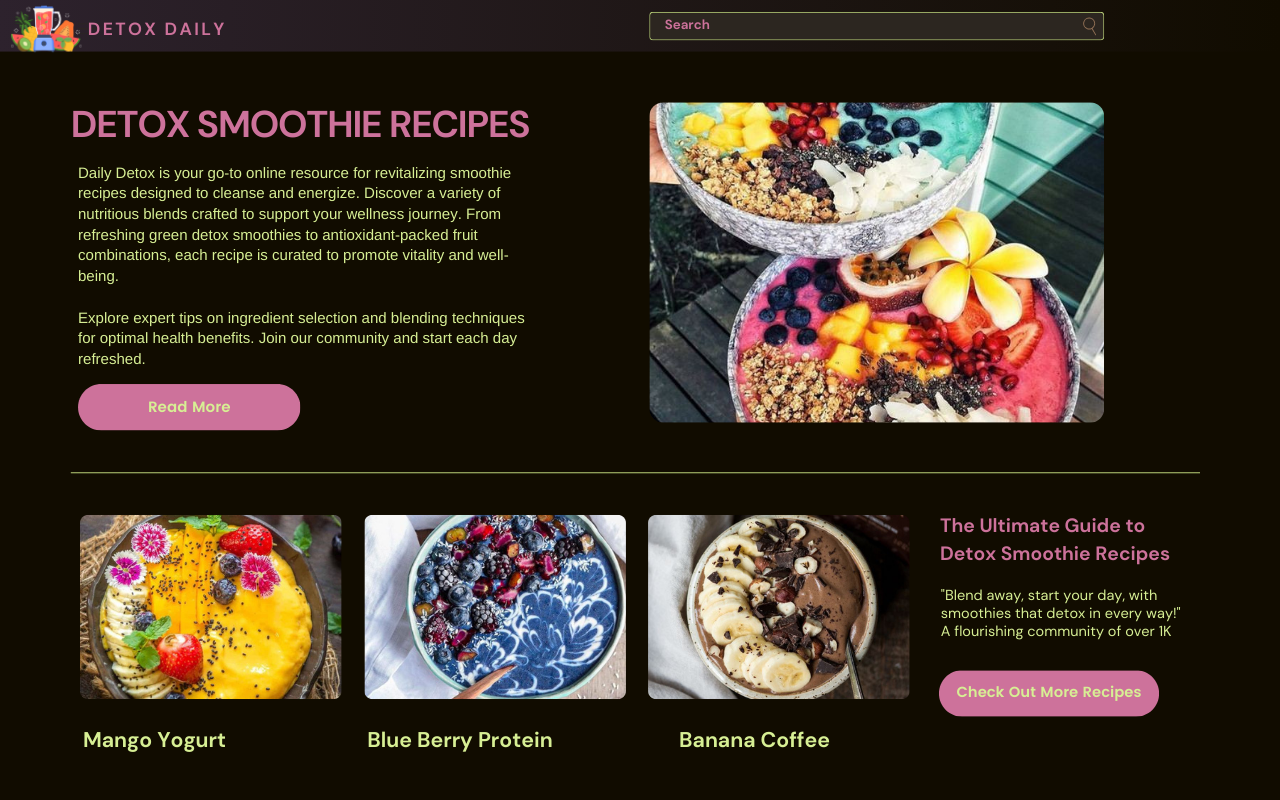 DETOX DAILY
Search
DETOX SMOOTHIE RECIPES
Daily Detox is your go-to online resource for revitalizing smoothie
recipes designed to cleanse and energize. Discover a variety of
nutritious blends crafted to support your wellness journey. From
refreshing green detox smoothies to antioxidant-packed fruit
combinations, each recipe is curated to promote vitality and well-
being.
Explore expert tips on ingredient selection and blending techniques
for optimal health benefits. Join our community and start each day
refreshed.
Read More
Mango Yogurt
Blue Berry Protein
Banana Coffee
The Ultimate Guide to
Detox Smoothie Recipes
"Blend away, start your day, with
smoothies that detox in every way!"
A flourishing community of over 1K
Check Out More Recipes